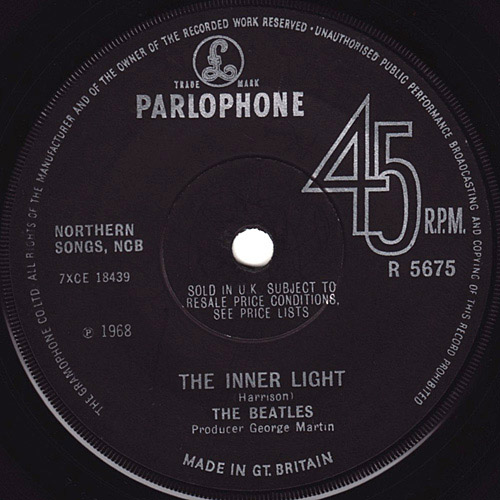 THE GRAMOPHONE CO. LTD. ALL RIGHTS OF THE MANUFACTURER AND OF THE OWNER OF THE RECORDED WORK RESERVED · UNAUTHORISED PUBLIC PERFORMANCE BROADCASTING AND COPYING OF THIS RECORD PROHIBITED
£
TRADE MARK
PARLOPHONE
45 R.P.M.
NORTHERN
SONGS, NCB
R 5675
7XCE 18439
SOLD IN U.K. SUBJECT TO
RESALE PRICE CONDITIONS,
SEE PRICE LISTS
℗ 1968
THE INNER LIGHT
(Harrison)
THE BEATLES
Producer George Martin
MADE IN GT. BRITAIN